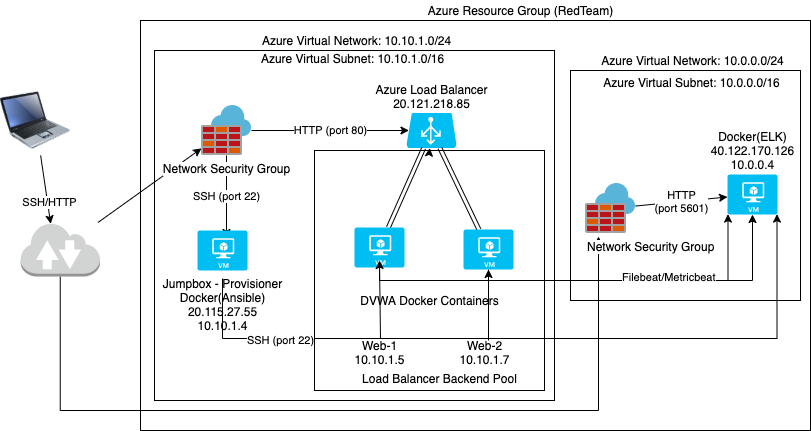 Azure Resource Group (RedTeam)
Azure Virtual Network: 10.10.1.0/24
Azure Virtual Subnet: 10.10.1.0/16
Azure Virtual Network: 10.0.0.0/24
Azure Virtual Subnet: 10.0.0.0/16
Azure Load Balancer
20.121.218.85
HTTP (port 80)
Network Security Group
SSH/HTTP
SSH (port 22)
VM
Jumpbox - Provisioner
Docker(Ansible)
20.115.27.55
10.10.1.4
SSH (port 22)
VM
VM
DVWA Docker Containers
Web-1
10.10.1.5
Web-2
10.10.1.7
Load Balancer Backend Pool
Docker(ELK)
40.122.170.126
10.0.0.4
VM
HTTP
(port 5601)
Network Security Group
Filebeat/Metricbeat